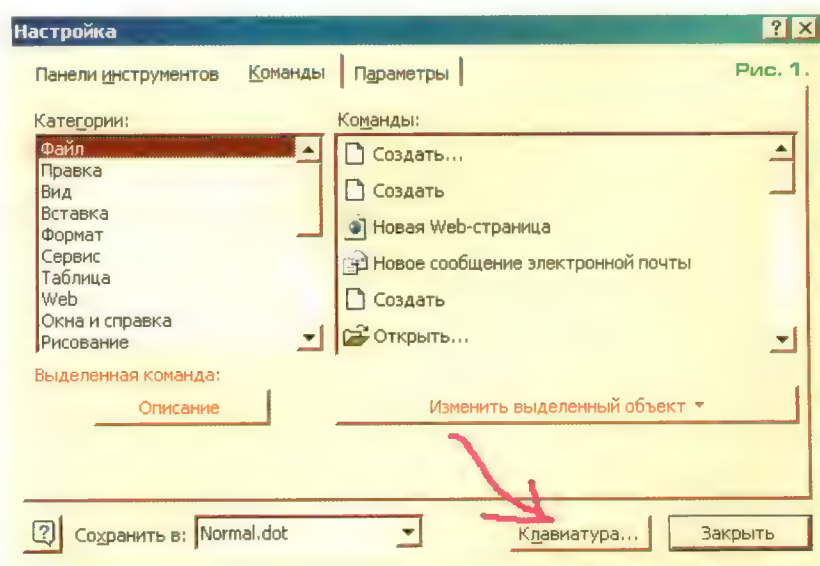 Настройка
Панели инструментов
Команды
Параметры
Рис. 1.
Категории:
Файл
Правка
Вид
Вставка
Формат
Сервис
Таблица
Web
Окна и справка
Рисование
Команды:
Создать...
Создать
Новая Web-страница
Новое сообщение электронной почты
Создать
Открыть...
Выделенная команда:
Описание
Изменить выделенный объект
Сохранить в:
Normal.dot
Клавиатура...
Закрыть